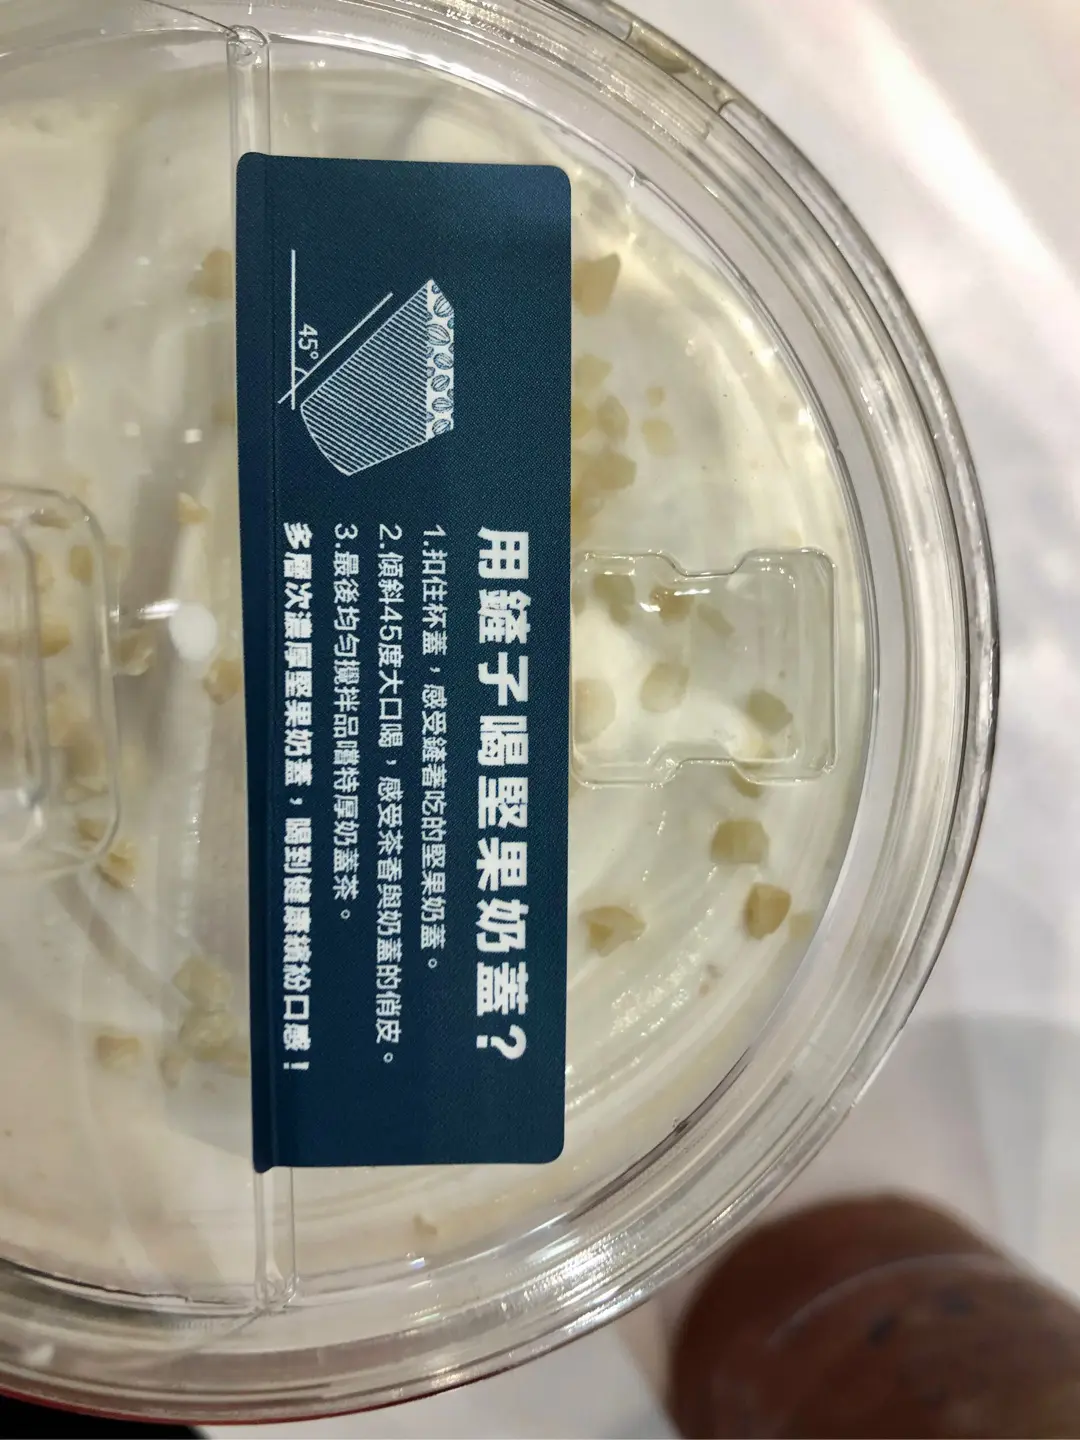 用鏟子喝堅果奶蓋?
1.扣住杯蓋，感受鏟著吃的堅果奶蓋。
2.傾斜45度大口喝，感受茶香與奶蓋的俏皮。
3.最後均勻攪拌品嚐特厚奶蓋茶。
多層次濃厚堅果奶蓋，喝到健康繽紛口感！
45°